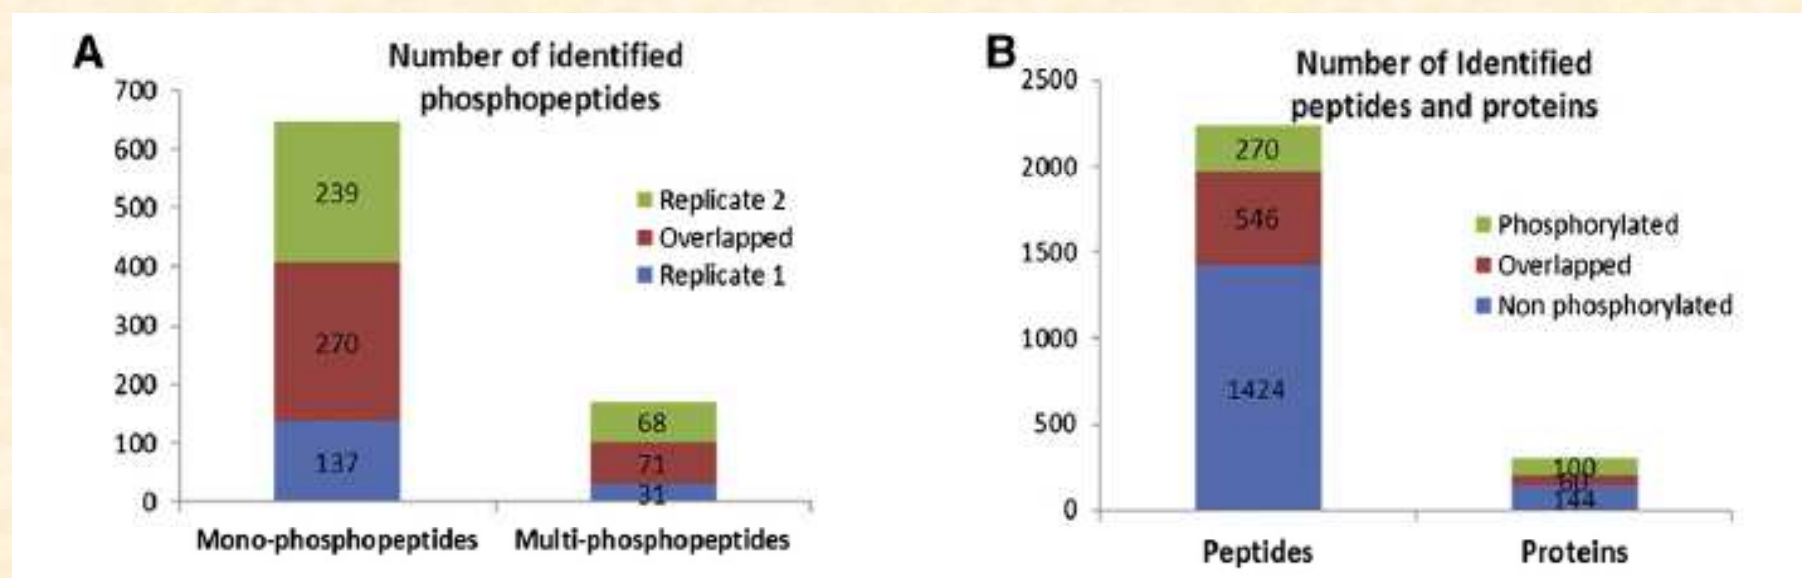 A
Number of identified
phosphopeptides
700
600
500
400
300
200
100
0
239
270
137
68
71
31
Replicate 2
Overlapped
Replicate 1
Mono-phosphopeptides
Multi-phosphopeptides
B
Number of Identified
peptides and proteins
2500
2000
1500
1000
500
0
270
546
1424
100
60
144
Phosphorylated
Overlapped
Non phosphorylated
Peptides
Proteins